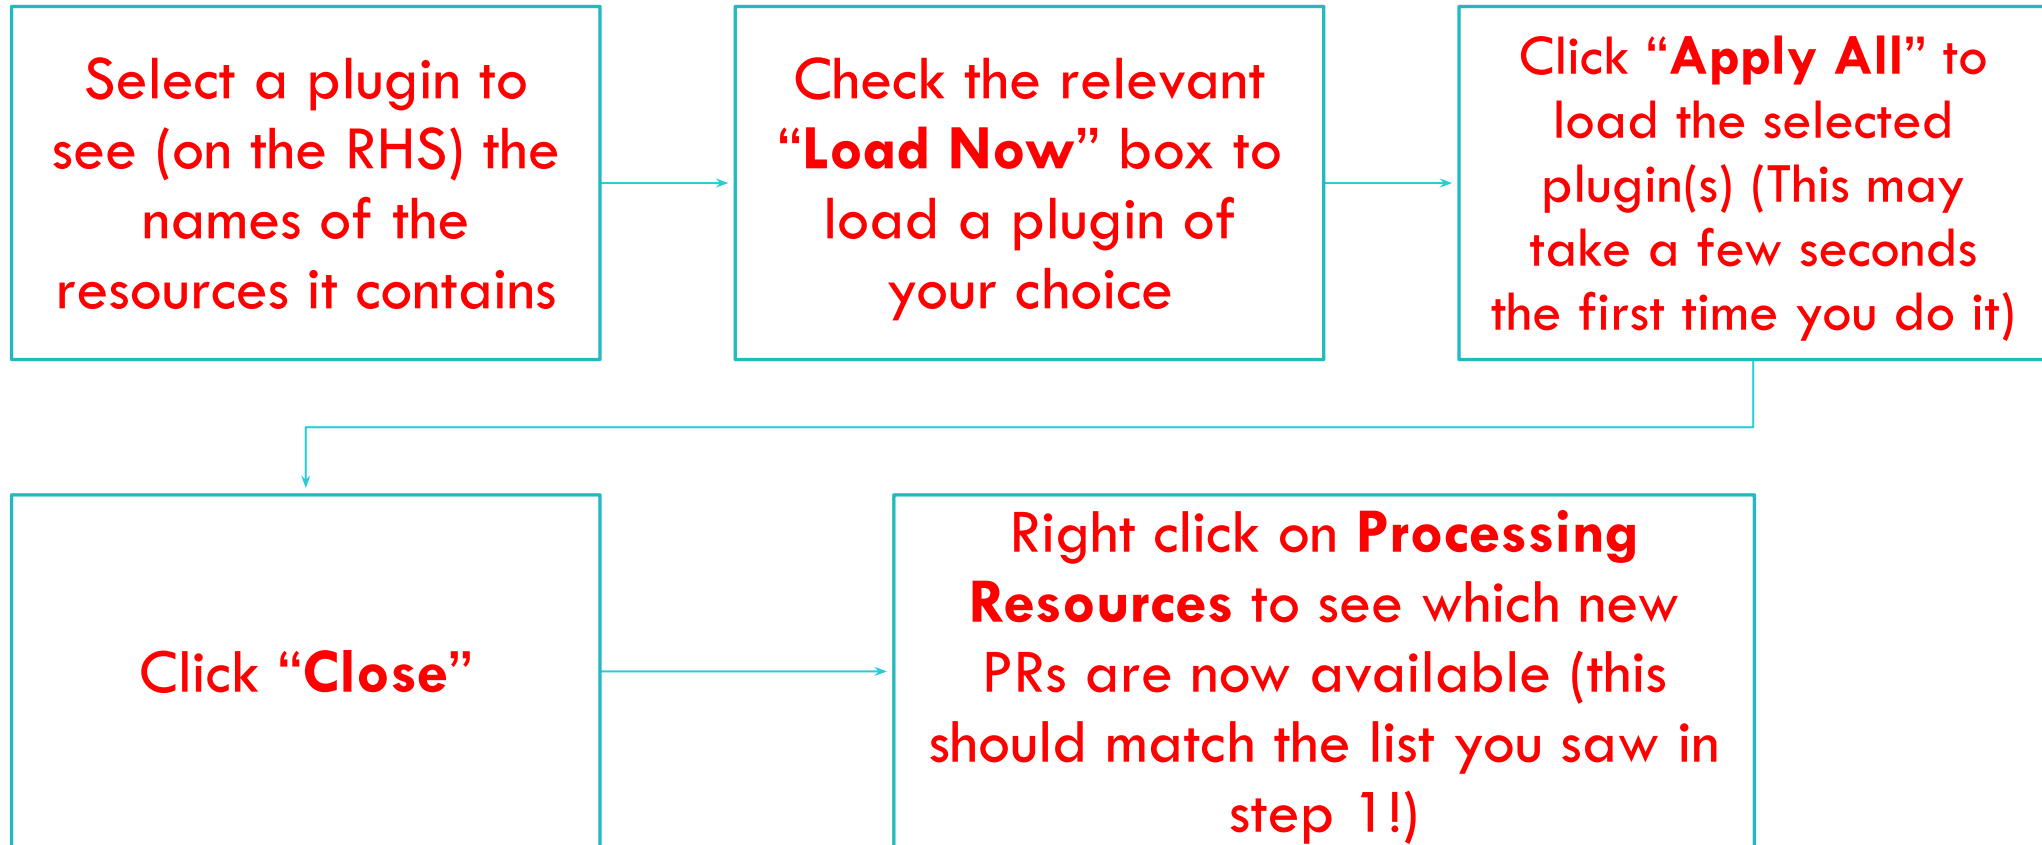 Select a plugin to
see (on the RHS) the
names of the
resources it contains
Check the relevant
“Load Now” box to
load a plugin of
your choice
Click “Apply All” to
load the selected
plugin(s) (This may
take a few seconds
the first time you do it)
Click “Close”
Right click on Processing
Resources to see which new
PRs are now available (this
should match the list you saw in
step 1!)